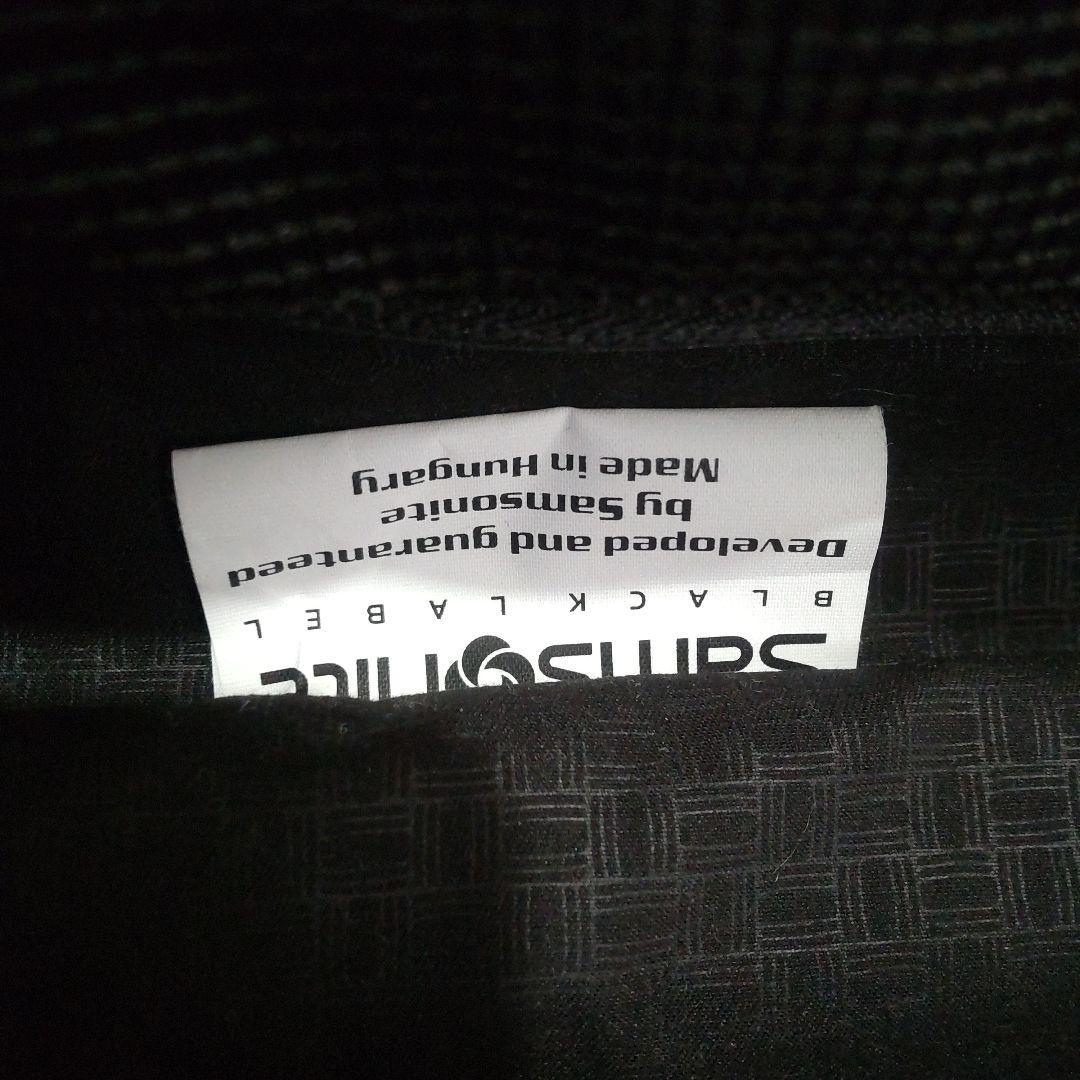 Samsonite
BLACK LABEL
Developed and guaranteed
by Samsonite
Made in Hungary